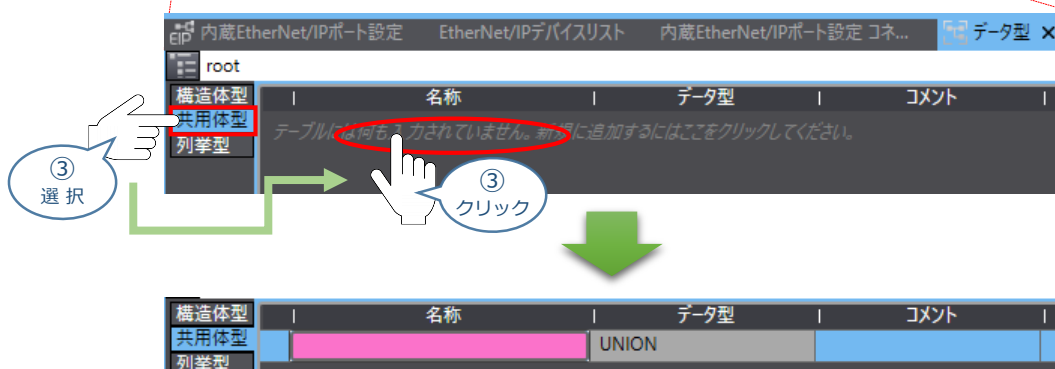 EIP 内蔵EtherNet/IPポート設定 EtherNet/IPデバイスリスト 内蔵EtherNet/IPポート設定 コネ... データ型 ×
root
構造体型 | 名称 | データ型 | コメント |
共用体型
テーブルには何も入力されていません。新規に追加するにはここをクリックしてください。
列挙型
③
選 択
③
クリック
構造体型 | 名称 | データ型 | コメント |
共用体型 UNION
列挙型